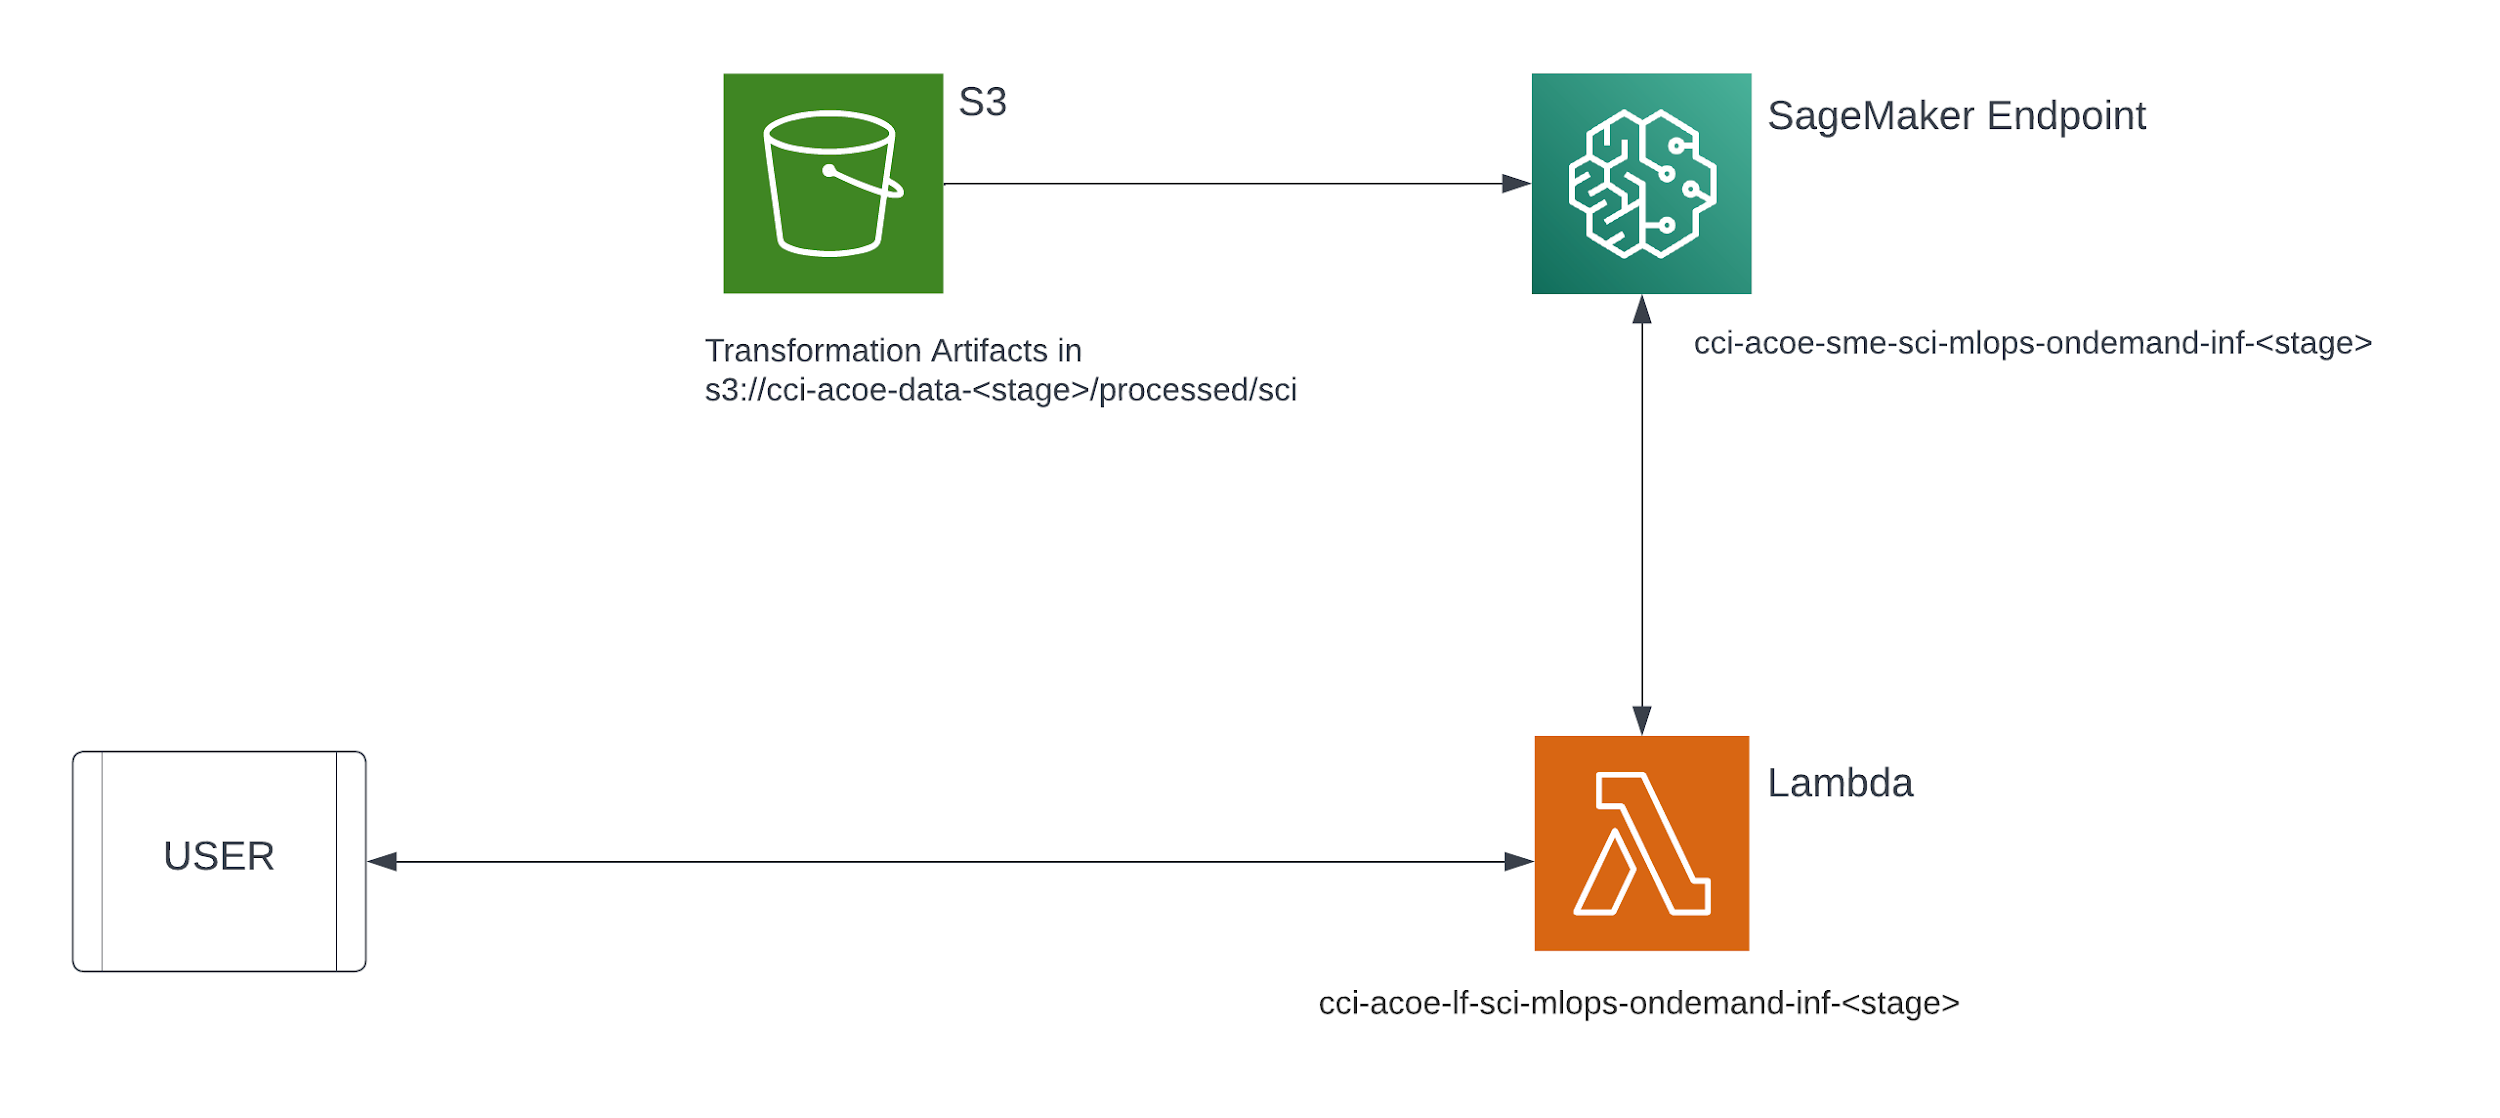 S3
SageMaker Endpoint
Transformation Artifacts in
s3://cci-acoe-data-<stage>/processed/sci
cci-acoe-sme-sci-mlops-ondemand-inf-<stage>
USER
Lambda
cci-acoe-lf-sci-mlops-ondemand-inf-<stage>